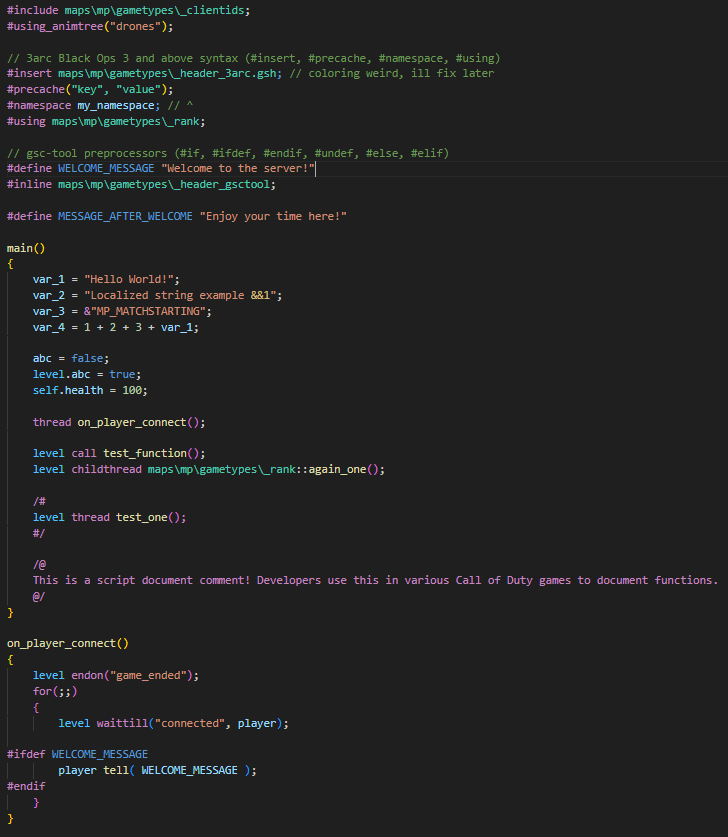 #include maps\mp\gametypes\_clientids;
#using_animtree("drones");
// 3arc Black Ops 3 and above syntax (#insert, #precache, #namespace, #using)
#insert maps\mp\gametypes\_header_3arc.gsh; // coloring weird, ill fix later
#precache("key", "value");
#namespace my_namespace; // ^
#using maps\mp\gametypes\_rank;
// gsc-tool preprocessors (#if, #ifdef, #endif, #undef, #else, #elif)
#define WELCOME_MESSAGE "Welcome to the server!"
#inline maps\mp\gametypes\_header_gsctool;
#define MESSAGE_AFTER_WELCOME "Enjoy your time here!"
main()
{
var_1 = "Hello World!";
var_2 = "Localized string example &&1";
var_3 = &"MP_MATCHSTARTING";
var_4 = 1 + 2 + 3 + var_1;
abc = false;
level.abc = true;
self.health = 100;
thread on_player_connect();
level call test_function();
level childthread maps\mp\gametypes\_rank::again_one();
/#
level thread test_one();
#/
/@
This is a script document comment! Developers use this in various Call of Duty games to document functions.
@/
}
on_player_connect()
{
level endon("game_ended");
for(;;)
{
level waittill("connected", player);
#ifdef WELCOME_MESSAGE
player tell( WELCOME_MESSAGE );
#endif
}
}